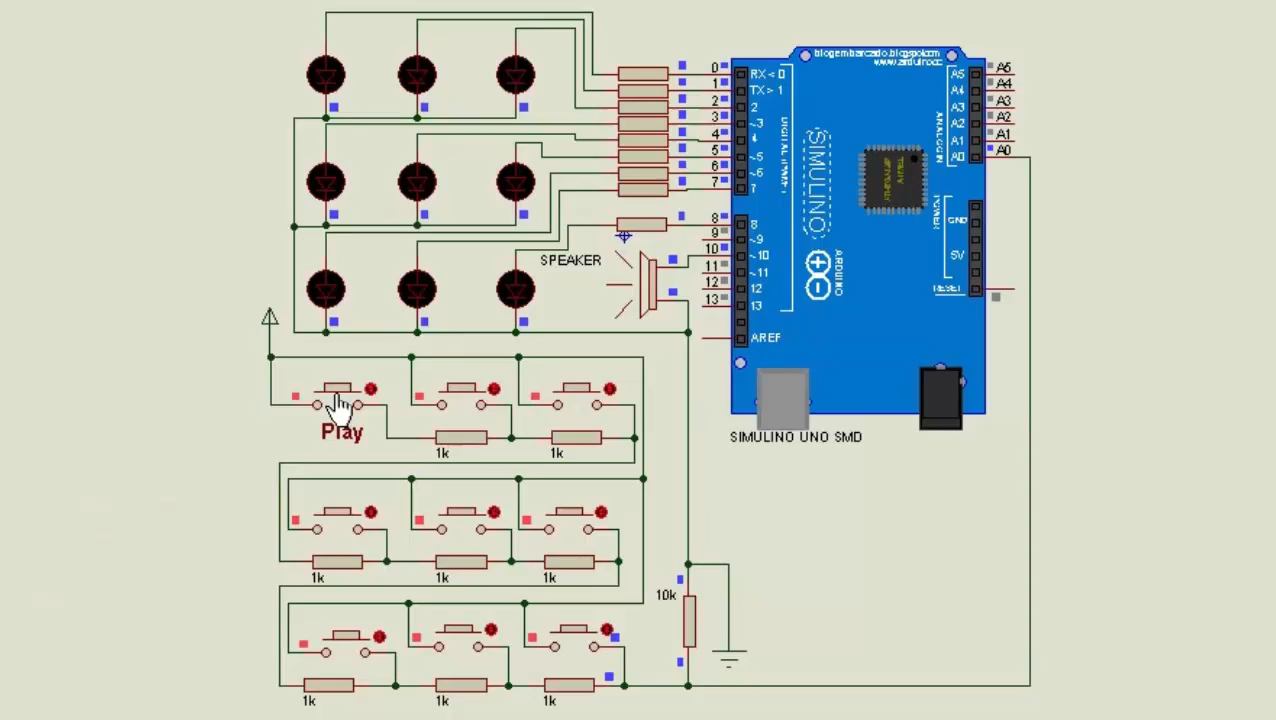 blogembarcado.blogspot.com
www.arduino.cc
0
1
2
3
4
5
6
7
8
9
10
11
12
13
RX < 0
TX > 1
2
~3
4
~5
~6
7
8
~9
~10
~11
12
13
AREF
SIMULINO
ARDUINO
ANALOG IN
A5
A4
A3
A2
A1
A0
A5
A4
A3
A2
A1
A0
POWER
GND
5V
RESET
SPEAKER
SIMULINO UNO SMD
Play
1k
1k
1k
1k
1k
10k
1k
1k
1k